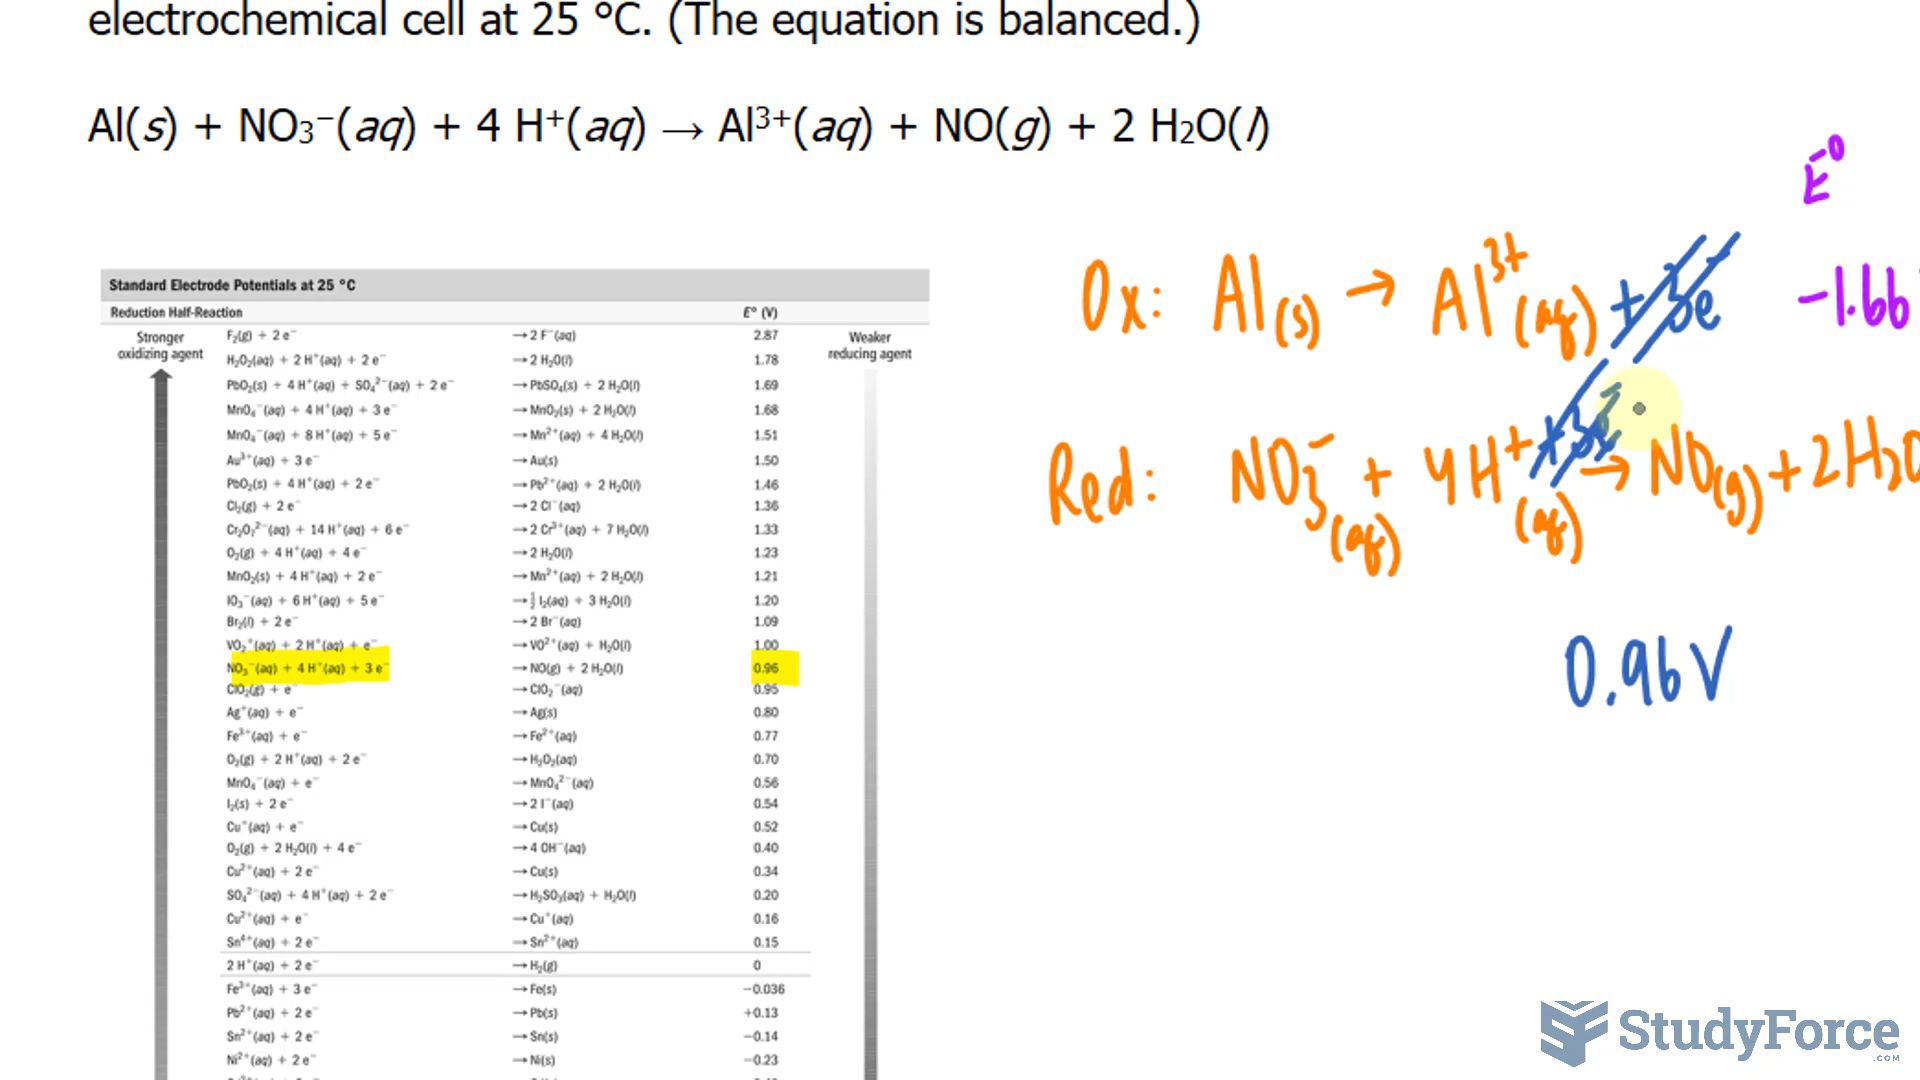 electrochemical cell at 25 °C. (The equation is balanced.)
Al(s) + NO₃⁻(aq) + 4 H⁺(aq) → Al³⁺(aq) + NO(g) + 2 H₂O(l)
E⁰
Ox: Al(s) → Al³⁺(aq) + 3e -1.66
Red: NO₃⁻(aq) + 4H⁺(aq) + 3e → NO(g) + 2H₂O
0.96V
Standard Electrode Potentials at 25 °C
Reduction Half-Reaction E° (V)
Stronger oxidizing agent
Weaker reducing agent
F₂(g) + 2 e⁻ → 2 F⁻(aq) 2.87
H₂O₂(aq) + 2 H⁺(aq) + 2 e⁻ → 2 H₂O(l) 1.78
PbO₂(s) + 4 H⁺(aq) + SO₄²⁻(aq) + 2 e⁻ → PbSO₄(s) + 2 H₂O(l) 1.69
MnO₄⁻(aq) + 4 H⁺(aq) + 3 e⁻ → MnO₂(s) + 2 H₂O(l) 1.68
MnO₄⁻(aq) + 8 H⁺(aq) + 5 e⁻ → Mn²⁺(aq) + 4 H₂O(l) 1.51
Au³⁺(aq) + 3 e⁻ → Au(s) 1.50
PbO₂(s) + 4 H⁺(aq) + 2 e⁻ → Pb²⁺(aq) + 2 H₂O(l) 1.46
Cl₂(g) + 2 e⁻ → 2 Cl⁻(aq) 1.36
Cr₂O₇²⁻(aq) + 14 H⁺(aq) + 6 e⁻ → 2 Cr³⁺(aq) + 7 H₂O(l) 1.33
O₂(g) + 4 H⁺(aq) + 4 e⁻ → 2 H₂O(l) 1.23
MnO₂(s) + 4 H⁺(aq) + 2 e⁻ → Mn²⁺(aq) + 2 H₂O(l) 1.21
IO₃⁻(aq) + 6 H⁺(aq) + 5 e⁻ → ½ I₂(aq) + 3 H₂O(l) 1.20
Br₂(l) + 2 e⁻ → 2 Br⁻(aq) 1.09
VO₂⁺(aq) + 2 H⁺(aq) + e⁻ → VO²⁺(aq) + H₂O(l) 1.00
NO₃⁻(aq) + 4 H⁺(aq) + 3 e⁻ → NO(g) + 2 H₂O(l) 0.96
ClO₂(g) + e⁻ → ClO₂⁻(aq) 0.95
Ag⁺(aq) + e⁻ → Ag(s) 0.80
Fe³⁺(aq) + e⁻ → Fe²⁺(aq) 0.77
O₂(g) + 2 H⁺(aq) + 2 e⁻ → H₂O₂(aq) 0.70
MnO₄⁻(aq) + e⁻ → MnO₄²⁻(aq) 0.56
I₂(s) + 2 e⁻ → 2 I⁻(aq) 0.54
Cu⁺(aq) + e⁻ → Cu(s) 0.52
O₂(g) + 2 H₂O(l) + 4 e⁻ → 4 OH⁻(aq) 0.40
Cu²⁺(aq) + 2 e⁻ → Cu(s) 0.34
SO₄²⁻(aq) + 4 H⁺(aq) + 2 e⁻ → H₂SO₃(aq) + H₂O(l) 0.20
Cu²⁺(aq) + e⁻ → Cu⁺(aq) 0.16
Sn⁴⁺(aq) + 2 e⁻ → Sn²⁺(aq) 0.15
2 H⁺(aq) + 2 e⁻ → H₂(g) 0
Fe³⁺(aq) + 3 e⁻ → Fe(s) −0.036
Pb²⁺(aq) + 2 e⁻ → Pb(s) +0.13
Sn²⁺(aq) + 2 e⁻ → Sn(s) −0.14
Ni²⁺(aq) + 2 e⁻ → Ni(s) −0.23
StudyForce
.COM